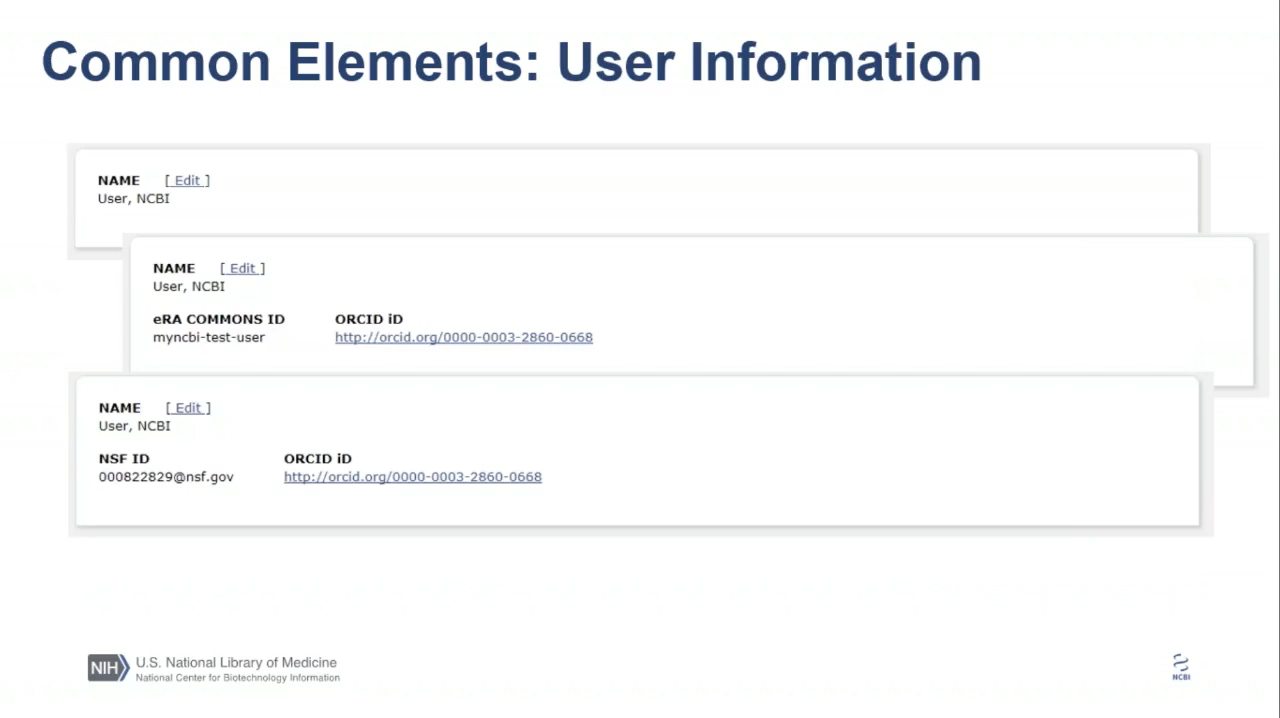 Common Elements: User Information
NAME [ Edit ]
User, NCBI
NAME [ Edit ]
User, NCBI
eRA COMMONS ID ORCID iD
myncbi-test-user http://orcid.org/0000-0003-2860-0668
NAME [ Edit ]
User, NCBI
NSF ID ORCID iD
000822829@nsf.gov http://orcid.org/0000-0003-2860-0668
NIH U.S. National Library of Medicine
National Center for Biotechnology Information
NCBI